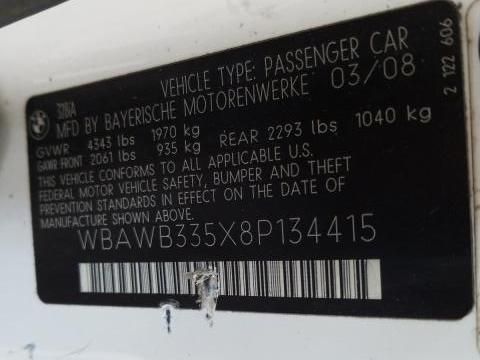 VEHICLE TYPE: PASSENGER CAR
328iA 03/08
MFD BY BAYERISCHE MOTORENWERKE
GVWR 4343 lbs 1970 kg
GAWR FRONT 2061 lbs 935 kg REAR 2293 lbs 1040 kg
THIS VEHICLE CONFORMS TO ALL APPLICABLE U.S.
FEDERAL MOTOR VEHICLE SAFETY, BUMPER AND THEFT
PREVENTION STANDARDS IN EFFECT ON THE DATE OF
MANUFACTURE SHOWN ABOVE.
WBAWB335X8P134415
2 122 606